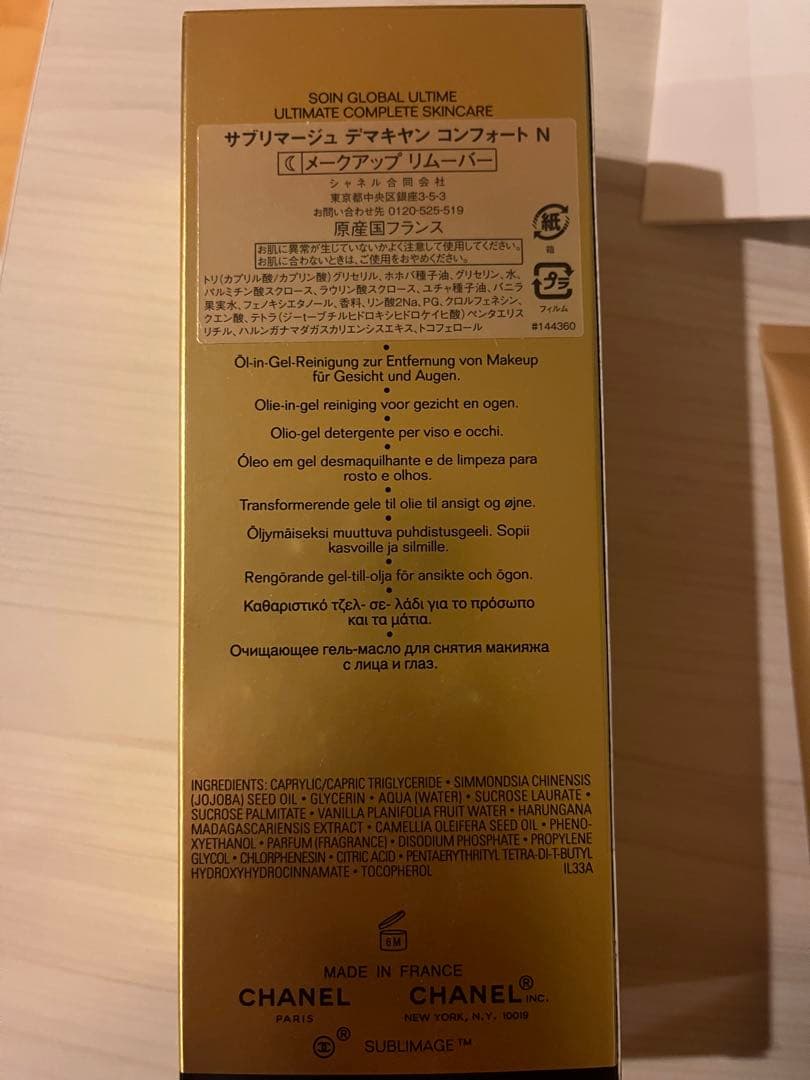 SOIN GLOBAL ULTIME
ULTIMATE COMPLETE SKINCARE
サブリマージュ デマキヤン コンフォート N
メークアップ リムーバー
シャネル合同会社
東京都中央区銀座3-5-3
お問い合わせ先 0120-525-519
原産国フランス
お肌に異常が生じていないかよく注意して使用してください。
お肌に合わないときは、ご使用をおやめください。
紙
箱
プラ
フィルム
トリ(カプリル酸/カプリン酸)グリセリル、ホホバ種子油、グリセリン、水、
パルミチン酸スクロース、ラウリン酸スクロース、ユチャ種子油、バニラ
果実水、フェノキシエタノール、香料、リン酸2Na、PG、クロルフェネシン、
クエン酸、テトラ(ジーt-ブチルヒドロキシヒドロケイヒ酸)ペンタエリス
リチル、ハルンガナマダガスカリエンシスエキス、トコフェロール
#144360
•
Öl-in-Gel-Reinigung zur Entfernung von Makeup
für Gesicht und Augen.
•
Olie-in-gel reiniging voor gezicht en ogen.
•
Olio-gel detergente per viso e occhi.
•
Óleo em gel desmaquilhante e de limpeza para
rosto e olhos.
•
Transformerende gele til olie til ansigt og øjne.
•
Öljymäiseksi muuttuva puhdistusgeeli. Sopii
kasvoille ja silmille.
•
Rengörande gel-till-olja för ansikte och ögon.
•
Καθαριστικό τζελ- σε- λάδι για το πρόσωπο
και τα μάτια.
•
Очищающее гель-масло для снятия макияжа
с лица и глаз.
INGREDIENTS: CAPRYLIC/CAPRIC TRIGLYCERIDE • SIMMONDSIA CHINENSIS
(JOJOBA) SEED OIL • GLYCERIN • AQUA (WATER) • SUCROSE LAURATE •
SUCROSE PALMITATE • VANILLA PLANIFOLIA FRUIT WATER • HARUNGANA
MADAGASCARIENSIS EXTRACT • CAMELLIA OLEIFERA SEED OIL • PHENO-
XYETHANOL • PARFUM (FRAGRANCE) • DISODIUM PHOSPHATE • PROPYLENE
GLYCOL • CHLORPHENESIN • CITRIC ACID • PENTAERYTHRITYL TETRA-DI-T-BUTYL
HYDROXYHYDROCINNAMATE • TOCOPHEROL IL33A
6M
MADE IN FRANCE
CHANEL CHANEL® INC.
PARIS NEW YORK, N.Y. 10019
® SUBLIMAGE™